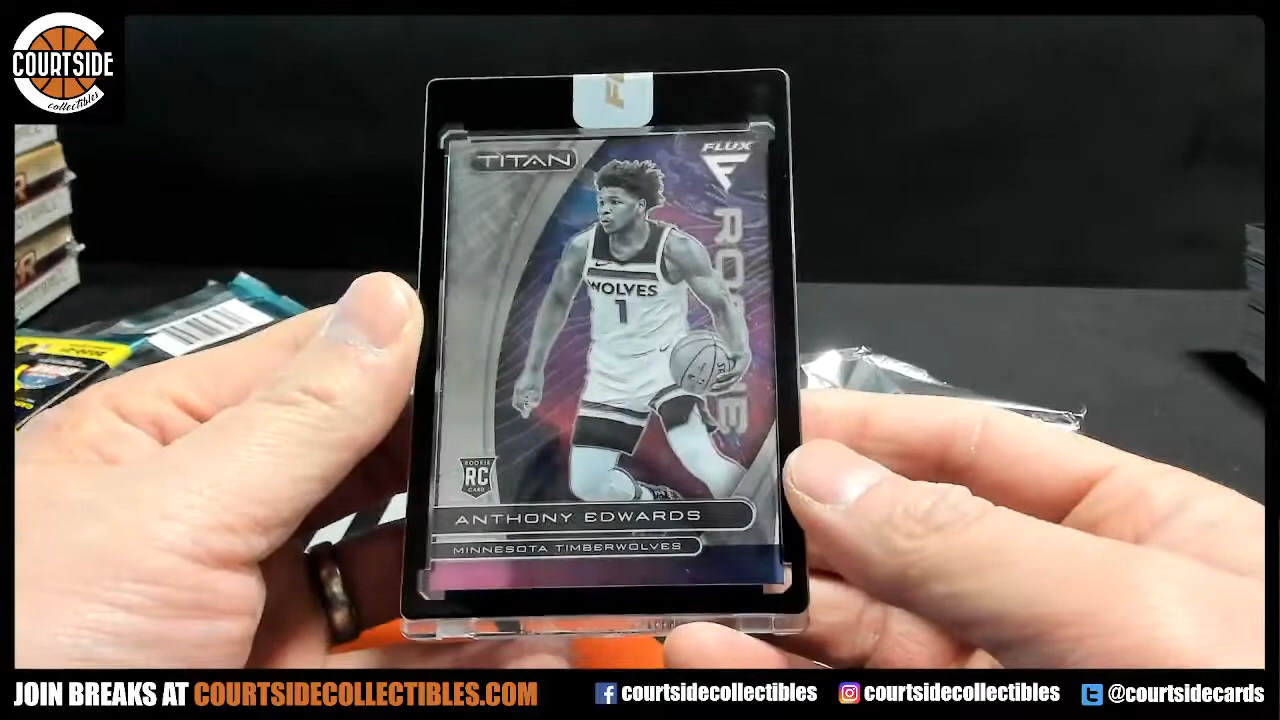 COURTSIDE
collectibles
TITAN
FLUX
WOLVES
1
ROOKIE
RC
CARD
ANTHONY EDWARDS
MINNESOTA TIMBERWOLVES
JOIN BREAKS AT COURTSIDECOLLECTIBLES.COM
courtsidecollectibles
courtsidecollectibles
@courtsidecards